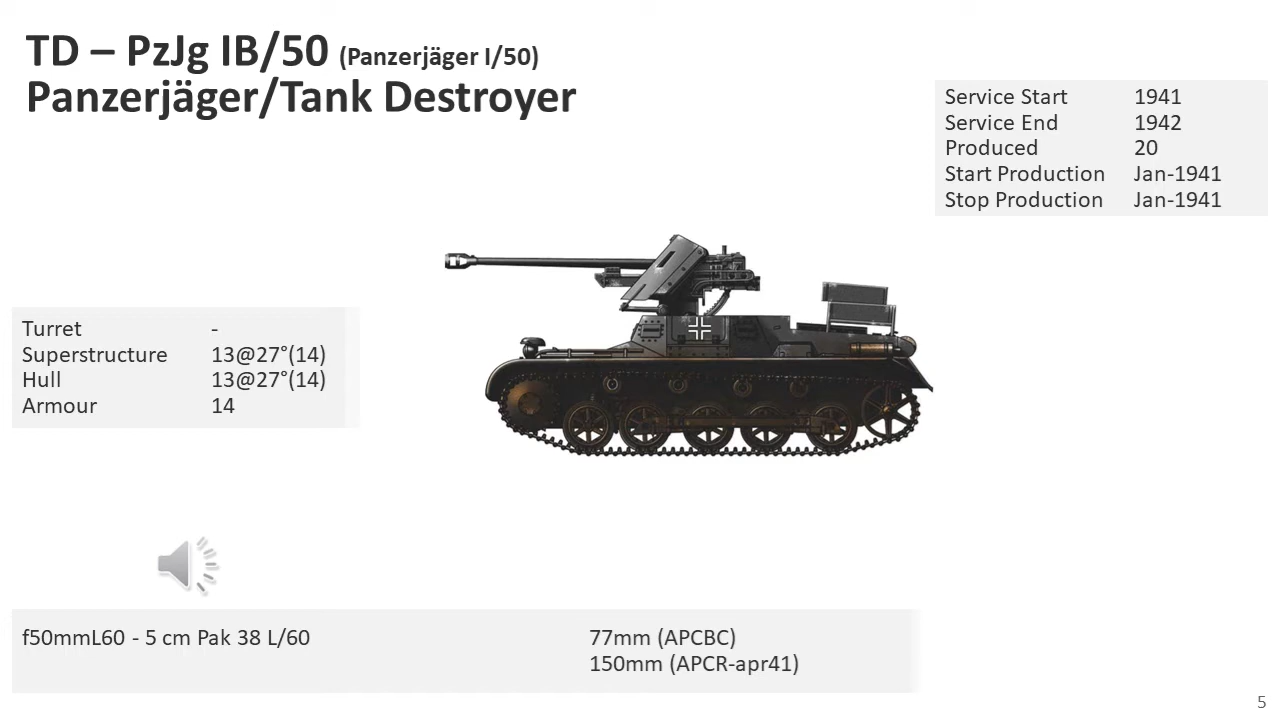 TD – PzJg IB/50 (Panzerjäger I/50)
Panzerjäger/Tank Destroyer
Service Start 1941
Service End 1942
Produced 20
Start Production Jan-1941
Stop Production Jan-1941
Turret -
Superstructure 13@27°(14)
Hull 13@27°(14)
Armour 14
f50mmL60 - 5 cm Pak 38 L/60 77mm (APCBC)
150mm (APCR-apr41)
5